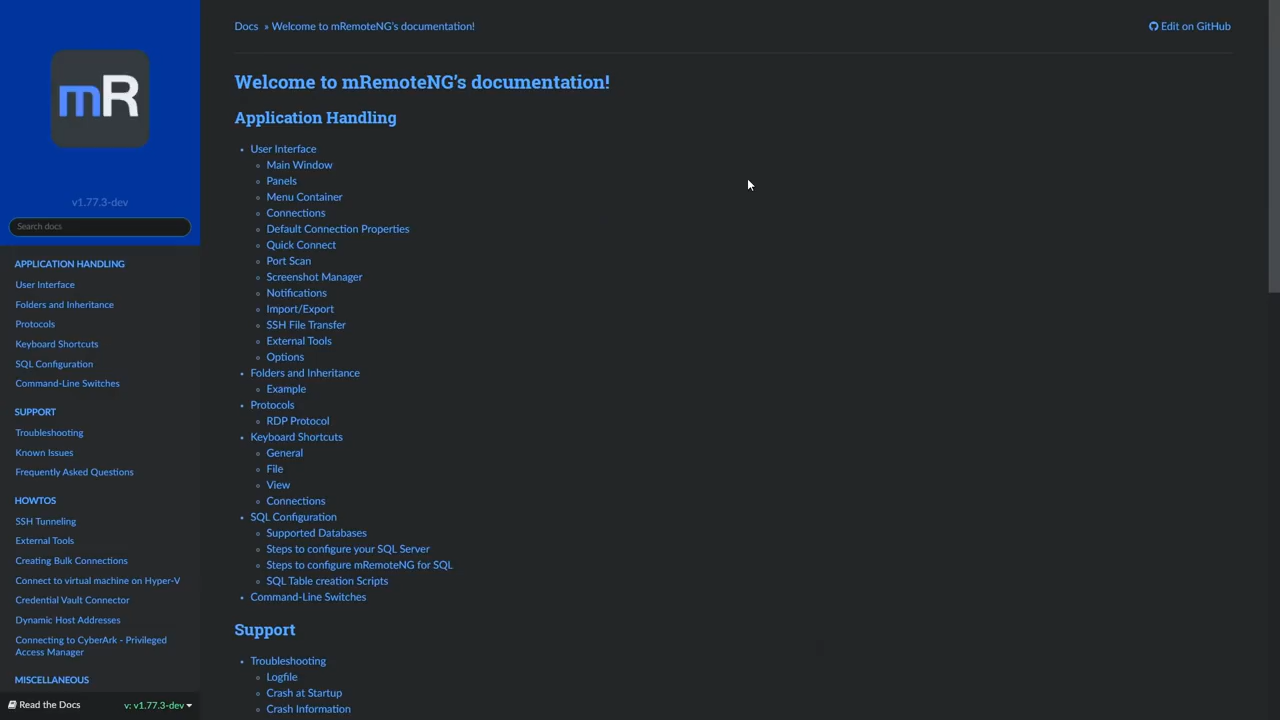 mR
v1.77.3-dev
Search docs
APPLICATION HANDLING
User Interface
Folders and Inheritance
Protocols
Keyboard Shortcuts
SQL Configuration
Command-Line Switches
SUPPORT
Troubleshooting
Known Issues
Frequently Asked Questions
HOWTOS
SSH Tunneling
External Tools
Creating Bulk Connections
Connect to virtual machine on Hyper-V
Credential Vault Connector
Dynamic Host Addresses
Connecting to CyberArk - Privileged
Access Manager
MISCELLANEOUS
Read the Docs v: v1.77.3-dev
Docs » Welcome to mRemoteNG’s documentation! Edit on GitHub
Welcome to mRemoteNG’s documentation!
Application Handling
User Interface
Main Window
Panels
Menu Container
Connections
Default Connection Properties
Quick Connect
Port Scan
Screenshot Manager
Notifications
Import/Export
SSH File Transfer
External Tools
Options
Folders and Inheritance
Example
Protocols
RDP Protocol
Keyboard Shortcuts
General
File
View
Connections
SQL Configuration
Supported Databases
Steps to configure your SQL Server
Steps to configure mRemoteNG for SQL
SQL Table creation Scripts
Command-Line Switches
Support
Troubleshooting
Logfile
Crash at Startup
Crash Information